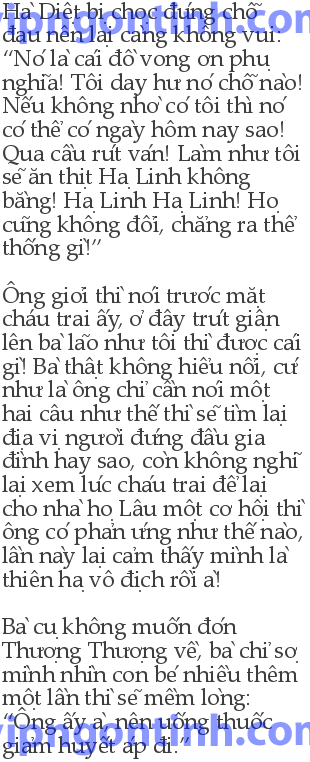 Hà Diệt bị chọc đúng chỗ
đau nên lại càng không vui:
“Nó là cái đồ vong ơn phụ
nghĩa! Tôi dạy hư nó chỗ nào!
Nếu không nhờ có tôi thì nó
có thể có ngày hôm nay sao!
Qua cầu rút ván! Làm như tôi
sẽ ăn thịt Hạ Linh không
bằng! Hạ Linh Hạ Linh! Họ
cũng không đổi, chẳng ra thể
thống gì!”
Ông giỏi thì nói trước mặt
cháu trai ấy, ở đây trút giận
lên bà lão như tôi thì được cái
gì! Bà thật không hiểu nổi, cứ
như là ông chỉ cần nói một
hai câu như thế thì sẽ tìm lại
địa vị người đứng đầu gia
đình hay sao, còn không nghĩ
lại xem lúc cháu trai để lại
cho nhà họ Lâu một cơ hội thì
ông có phản ứng như thế nào,
lần này lại cảm thấy mình là
thiên hạ vô địch rồi à!
Bà cụ không muốn đón
Thượng Thượng về, bà chỉ sợ
mình nhìn con bé nhiều thêm
một lần thì sẽ mềm lòng:
“Ông ấy à, nên uống thuốc
giảm huyết áp đi.”
vipngontinh.com
vipngontinh.com